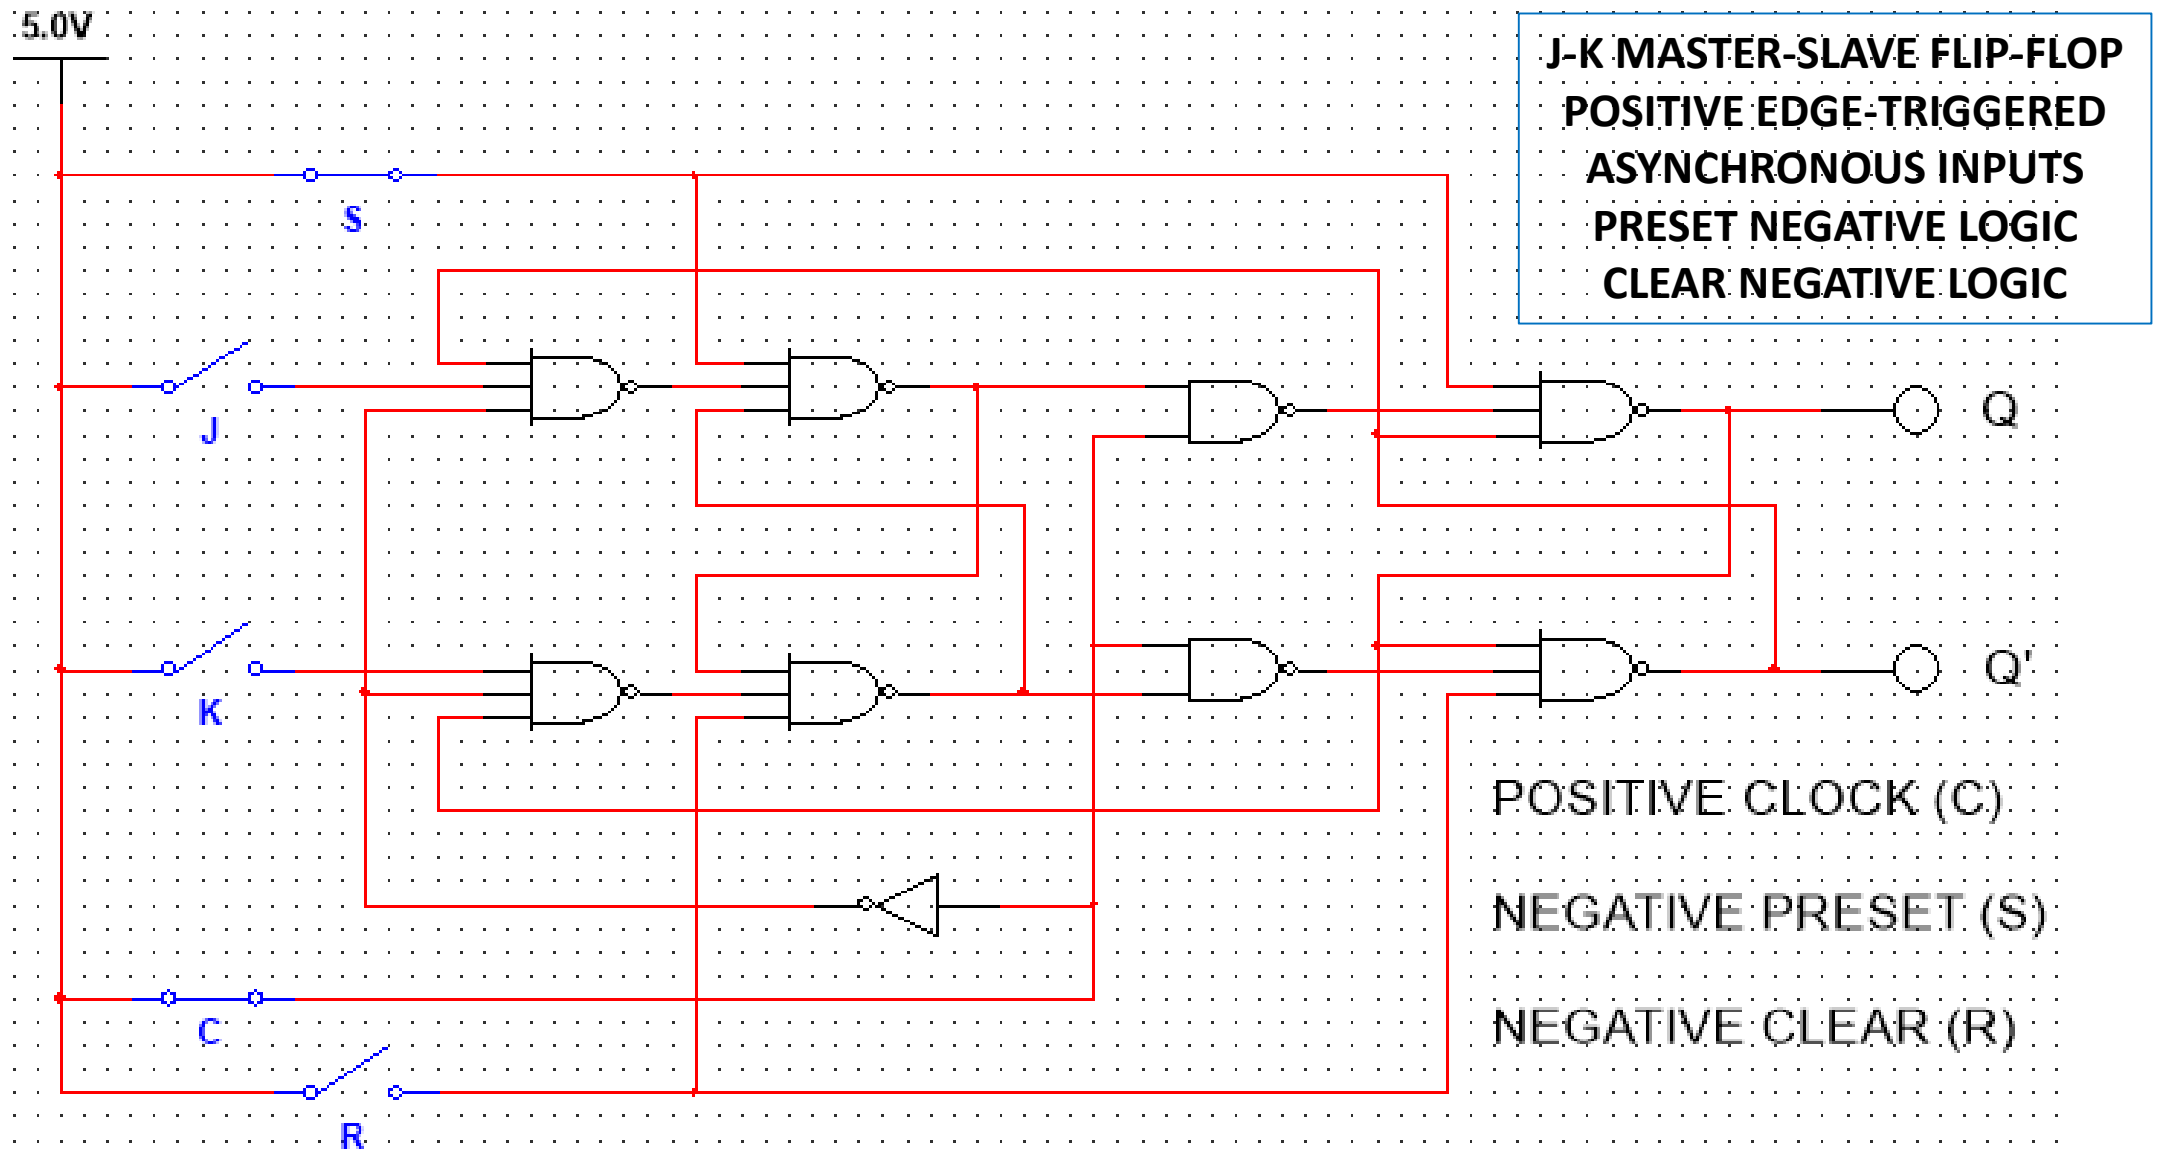 5.0V
J-K MASTER-SLAVE FLIP-FLOP
POSITIVE EDGE-TRIGGERED
ASYNCHRONOUS INPUTS
PRESET NEGATIVE LOGIC
CLEAR NEGATIVE LOGIC
S
J
Q
K
Q'
POSITIVE CLOCK (C)
NEGATIVE PRESET (S)
C
NEGATIVE CLEAR (R)
R